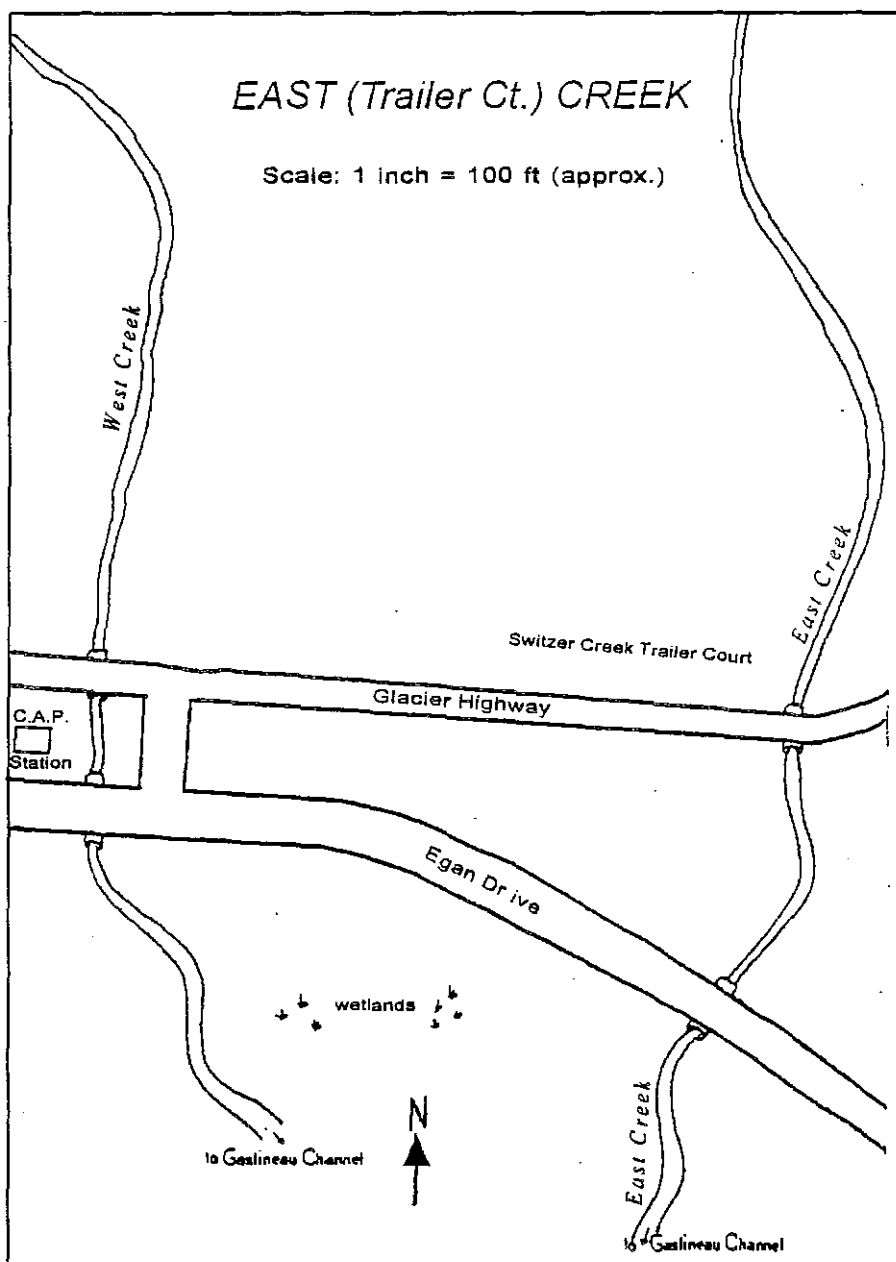 EAST (Trailer Ct.) CREEK
Scale: 1 inch = 100 ft (approx.)
West Creek
East Creek
Switzer Creek Trailer Court
Glacier Highway
C.A.P.
Station
Egan Drive
wetlands
N
to Gastineau Channel
East Creek
to Gastineau Channel